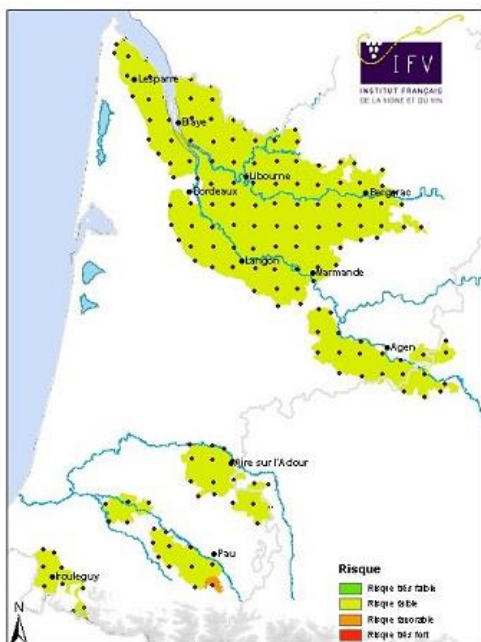 IFV
INSTITUT FRANÇAIS
DE LA VIGNE ET DU VIN
Lesparre
Blaye
Libourne
Bordeaux
Bergerac
Langon
Marmande
Agen
Aire sur l'Adour
Pau
Irouleguy
N
Risque
Risque très faible
Risque faible
Risque favorable
Risque très fort